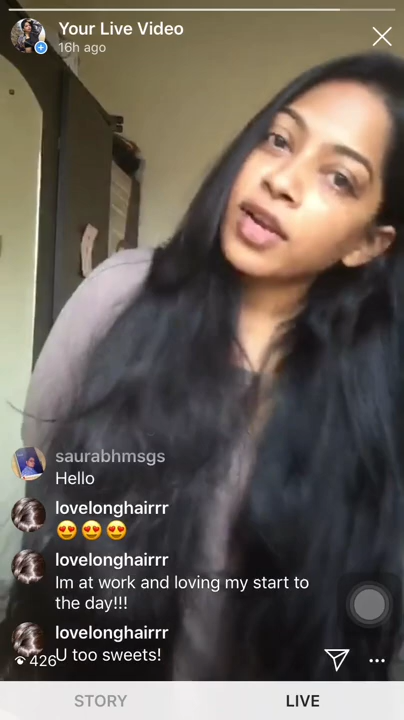 Your Live Video
16h ago
saurabhmsgs
Hello
lovelonghairrr
😍😍😍
lovelonghairrr
Im at work and loving my start to
the day!!!
lovelonghairrr
426
U too sweets!
STORY
LIVE